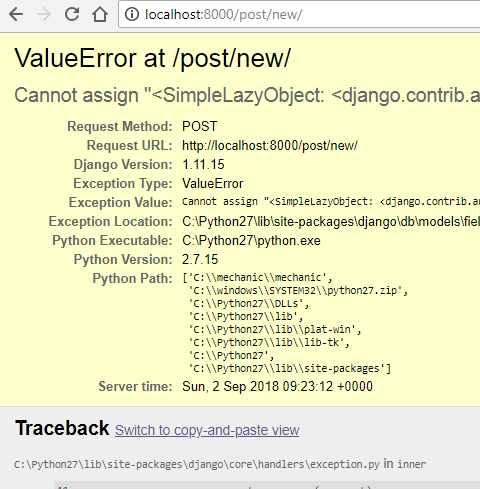 localhost:8000/post/new/
ValueError at /post/new/
Cannot assign "<SimpleLazyObject: <django.contrib.a
Request Method: POST
Request URL: http://localhost:8000/post/new/
Django Version: 1.11.15
Exception Type: ValueError
Exception Value: Cannot assign "<SimpleLazyObject: <django.contrib.au
Exception Location: C:\Python27\lib\site-packages\django\db\models\fiel
Python Executable: C:\Python27\python.exe
Python Version: 2.7.15
Python Path: ['C:\\mechanic\\mechanic',
'C:\\windows\\SYSTEM32\\python27.zip',
'C:\\Python27\\DLLs',
'C:\\Python27\\lib',
'C:\\Python27\\lib\\plat-win',
'C:\\Python27\\lib\\lib-tk',
'C:\\Python27',
'C:\\Python27\\lib\\site-packages']
Server time: Sun, 2 Sep 2018 09:23:12 +0000
Traceback Switch to copy-and-paste view
C:\Python27\lib\site-packages\django\core\handlers\exception.py in inner